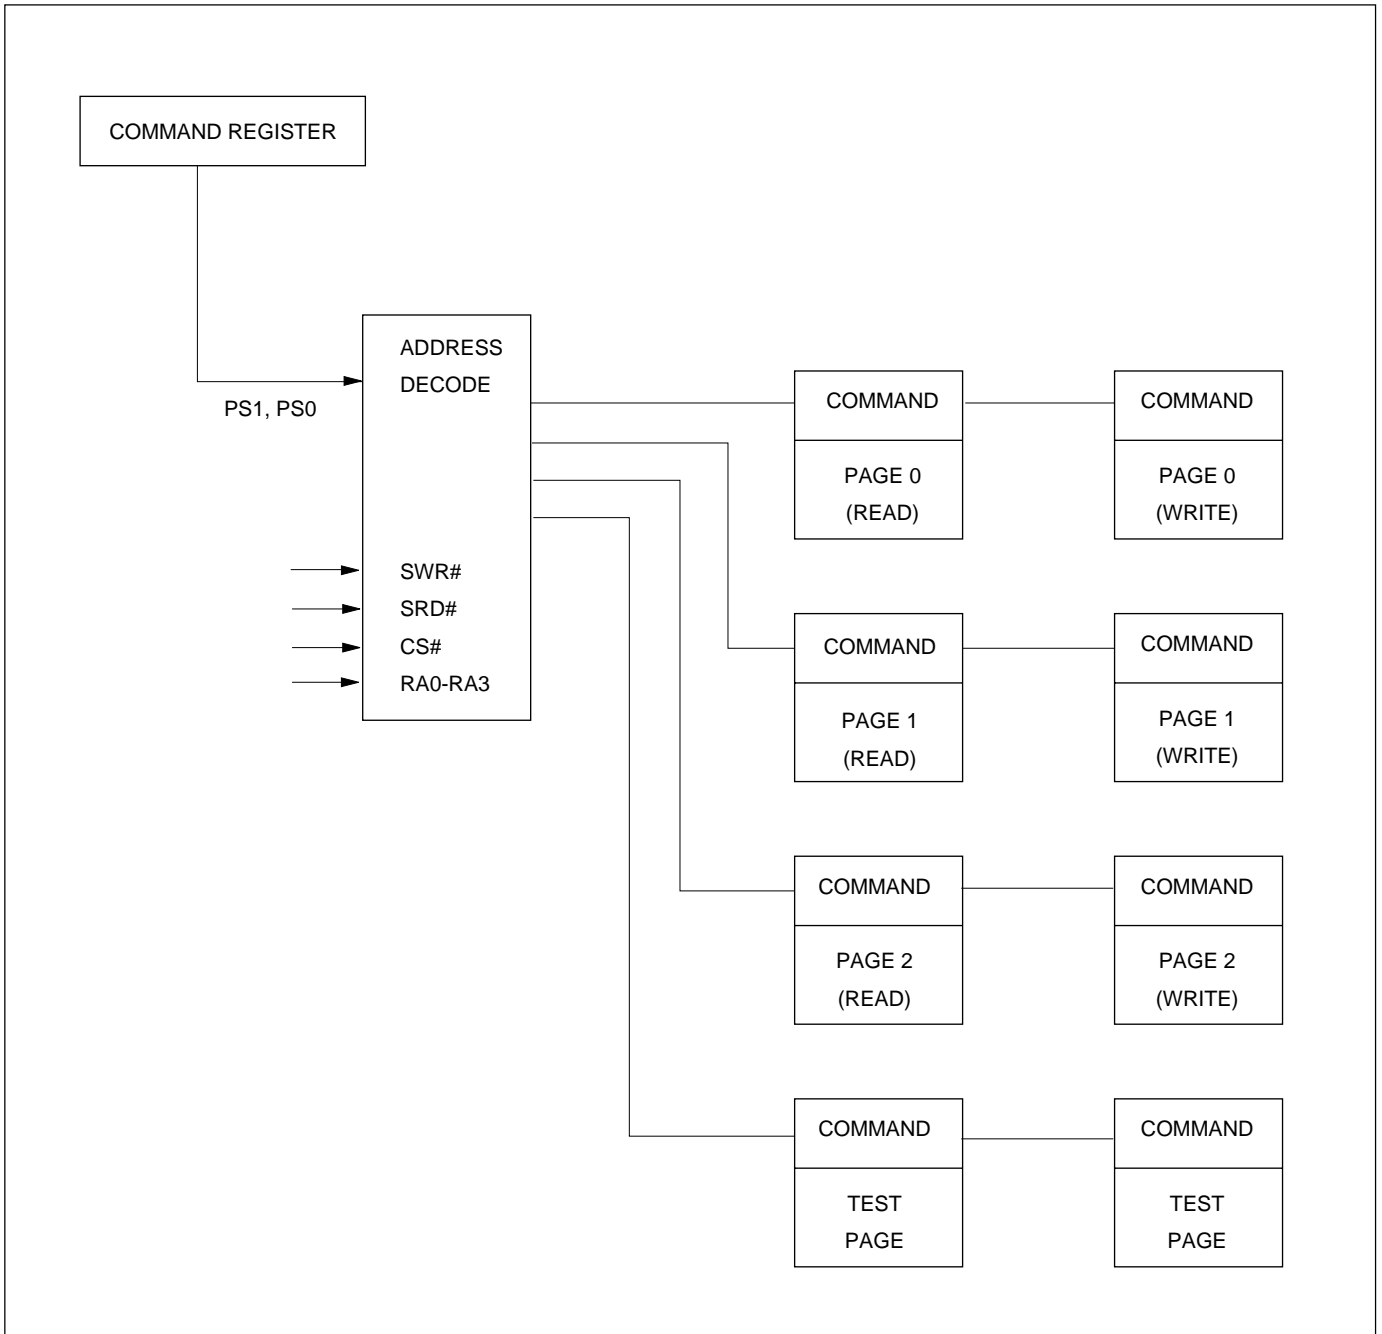 COMMAND REGISTER
ADDRESS
DECODE
PS1, PS0
SWR#
SRD#
CS#
RA0-RA3
COMMAND
PAGE 0
(READ)
COMMAND
PAGE 0
(WRITE)
COMMAND
PAGE 1
(READ)
COMMAND
PAGE 1
(WRITE)
COMMAND
PAGE 2
(READ)
COMMAND
PAGE 2
(WRITE)
COMMAND
TEST
PAGE
COMMAND
TEST
PAGE